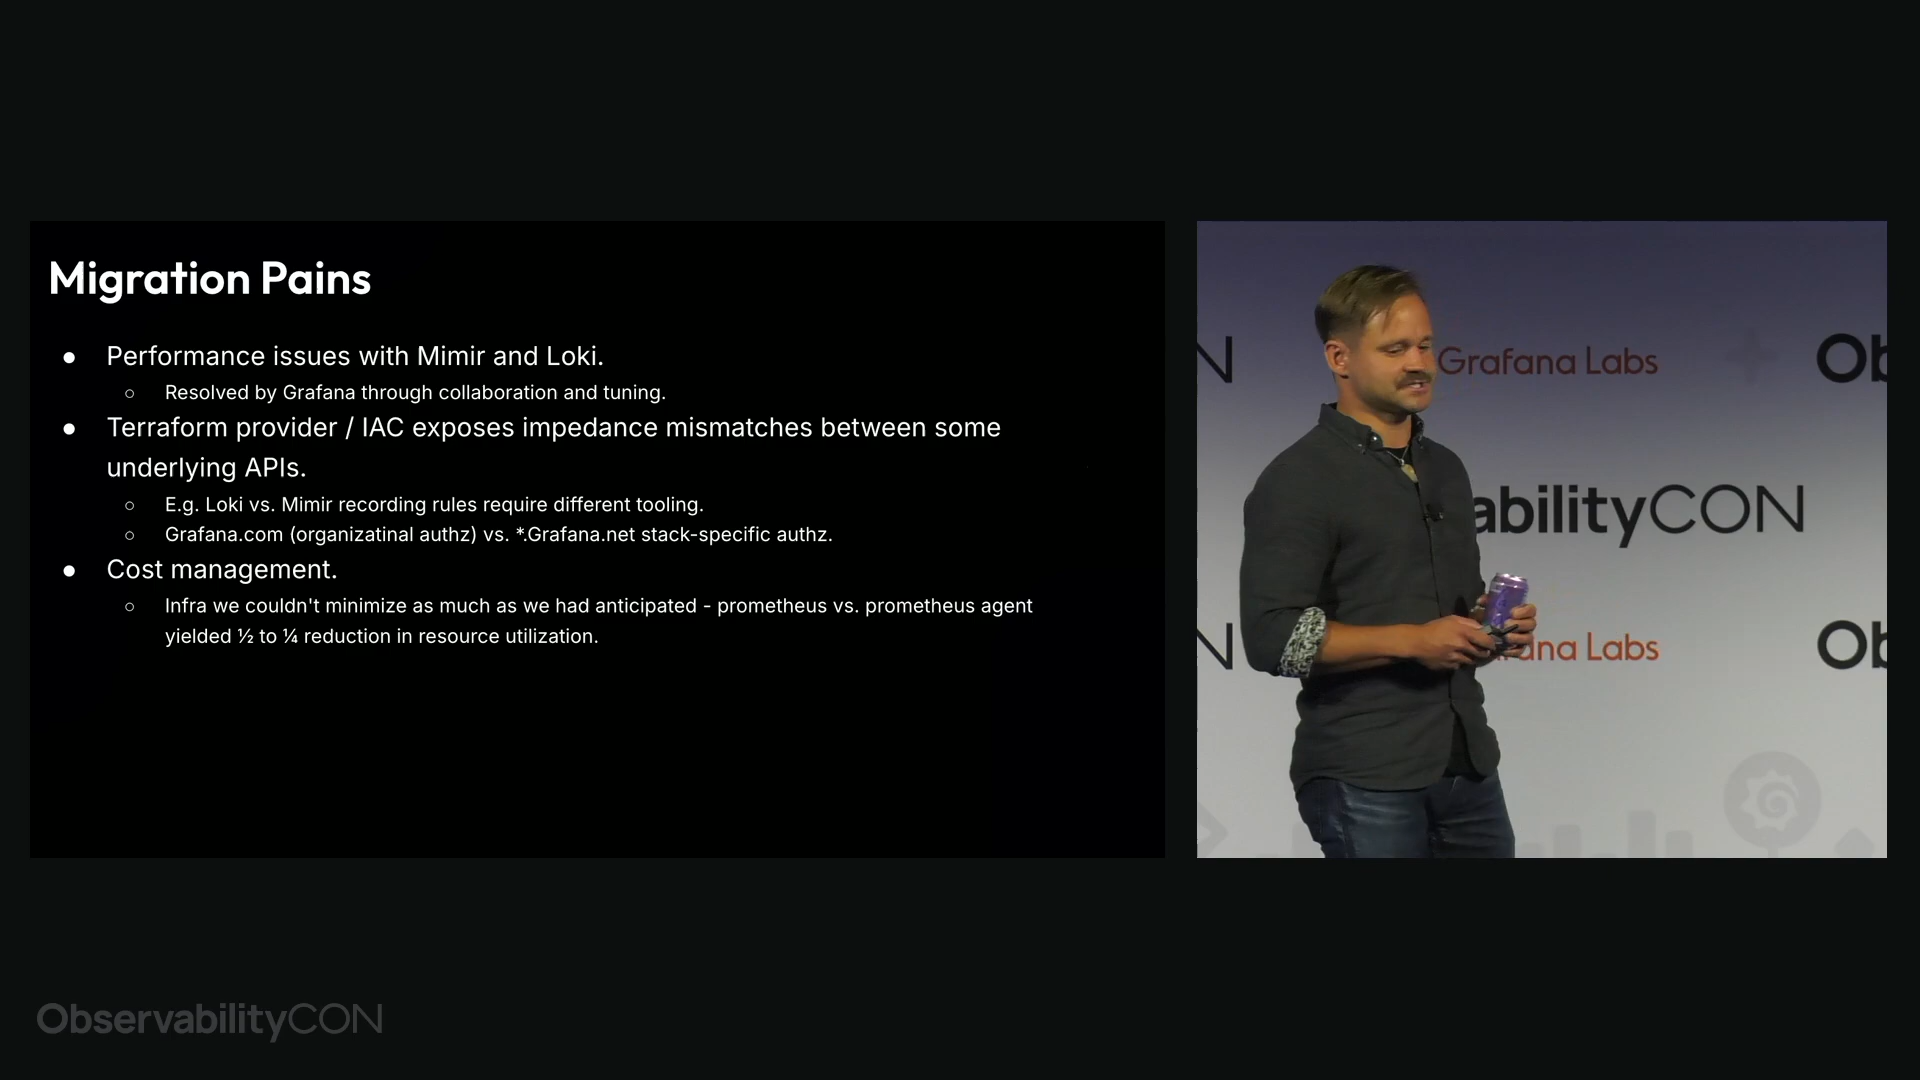 Migration Pains
● Performance issues with Mimir and Loki.
○ Resolved by Grafana through collaboration and tuning.
● Terraform provider / IAC exposes impedance mismatches between some
underlying APIs.
○ E.g. Loki vs. Mimir recording rules require different tooling.
○ Grafana.com (organizatinal authz) vs. *.Grafana.net stack-specific authz.
● Cost management.
○ Infra we couldn't minimize as much as we had anticipated - prometheus vs. prometheus agent
yielded ½ to ¼ reduction in resource utilization.
N
Grafana Labs
Ob
abilityCON
N
fana Labs
Ob
ObservabilityCON